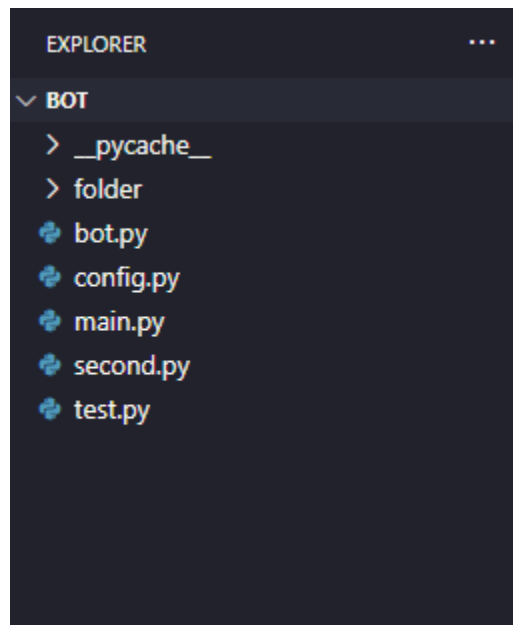 EXPLORER
BOT
__pycache__
folder
bot.py
config.py
main.py
second.py
test.py